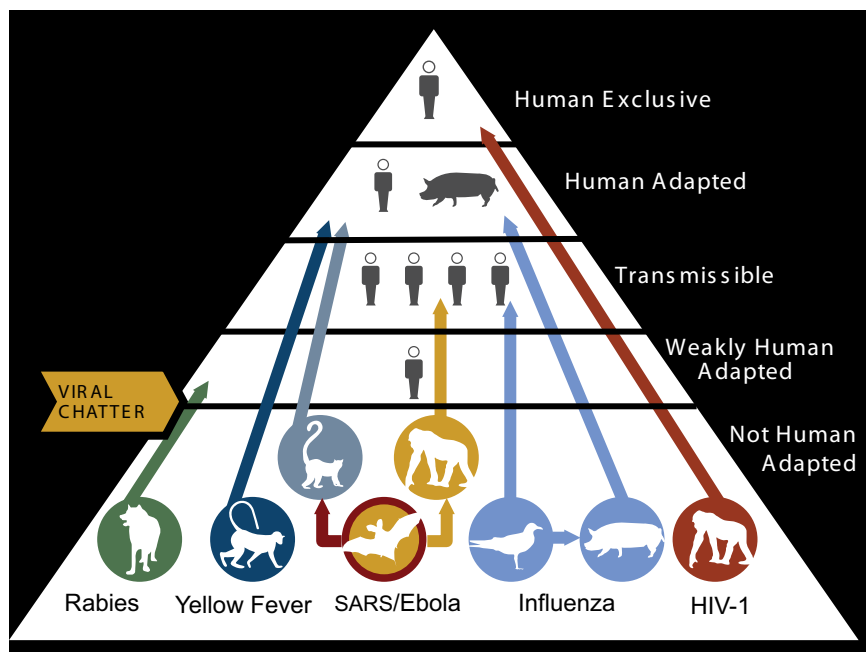 Human Exclusive
Human Adapted
Transmissible
Weakly Human
Adapted
VIRAL
CHATTER
Not Human
Adapted
Rabies
Yellow Fever
SARS/Ebola
Influenza
HIV-1